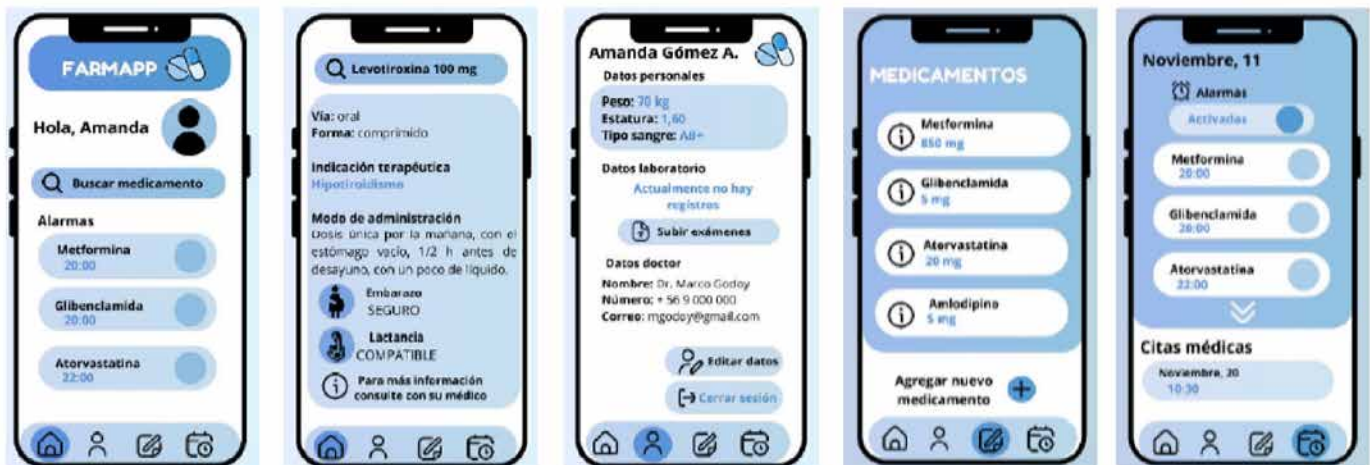 FARMAPP
Hola, Amanda
Buscar medicamento
Alarmas
Metformina
20:00
Glibenclamida
20:00
Atorvastatina
22:00
Levotiroxina 100 mg
Vía: oral
Forma: comprimido
Indicación terapéutica
Hipotiroidismo
Modo de administración
Dosis única por la mañana, con el
estómago vacío, 1/2 h antes de
desayuno, con un poco de líquido.
Embarazo
SEGURO
Lactancia
COMPATIBLE
Para más información
consulte con su médico
Amanda Gómez A.
Datos personales
Peso: 70 kg
Estatura: 1,60
Tipo sangre: AB+
Datos laboratorio
Actualmente no hay
registros
Subir exámenes
Datos doctor
Nombre: Dr. Marco Godoy
Número: + 56 9 000 000
Correo: mgodoy@gmail.com
Editar datos
Cerrar sesión
MEDICAMENTOS
Metformina
850 mg
Glibenclamida
5 mg
Atorvastatina
20 mg
Amlodipino
5 mg
Agregar nuevo
medicamento
Noviembre, 11
Alarmas
Activadas
Metformina
20:00
Glibenclamida
20:00
Atorvastatina
22:00
Citas médicas
Noviembre, 20
10:30